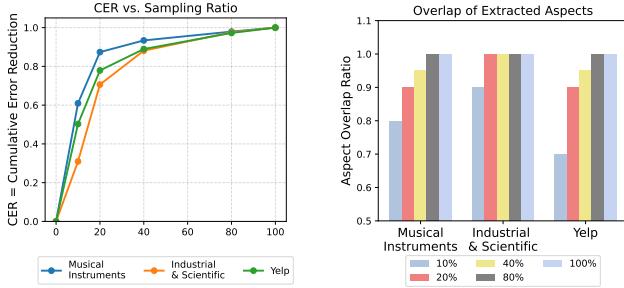 CER vs. Sampling Ratio
CER = Cumulative Error Reduction
1.0
0.8
0.6
0.4
0.2
0.0
0 20 40 60 80 100
Musical Instruments
Industrial & Scientific
Yelp
Overlap of Extracted Aspects
Aspect Overlap Ratio
1.1
1.0
0.9
0.8
0.7
0.6
0.5
Musical Instruments
Industrial & Scientific
Yelp
10% 40% 100%
20% 80%